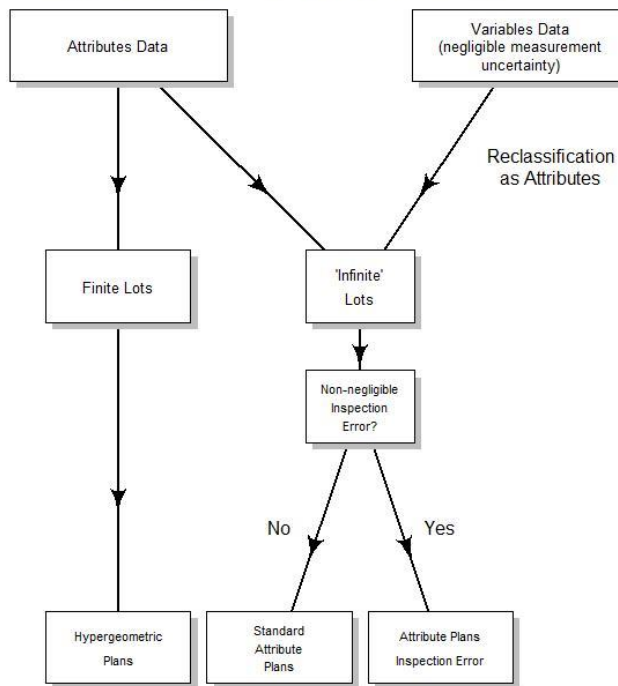 Attributes Data
Variables Data
(negligible measurement
uncertainty)
Reclassification
as Attributes
Finite Lots
'Infinite'
Lots
Non-negligible
Inspection
Error?
No
Yes
Hypergeometric
Plans
Standard
Attribute
Plans
Attribute Plans
Inspection Error